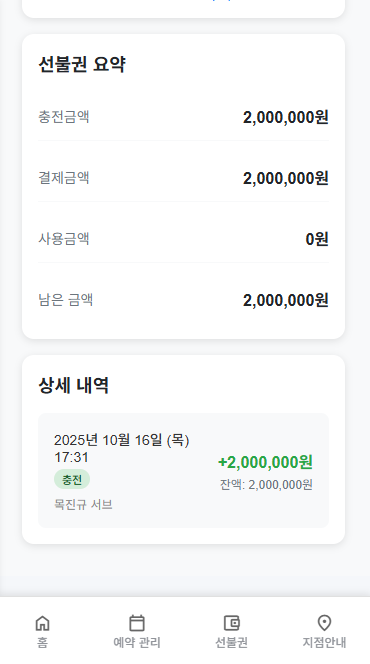 선불권 요약
충전금액 2,000,000원
결제금액 2,000,000원
사용금액 0원
남은 금액 2,000,000원
상세 내역
2025년 10월 16일 (목)
17:31
+2,000,000원
충전
잔액: 2,000,000원
목진규 서브
홈 예약 관리 선불권 지점안내